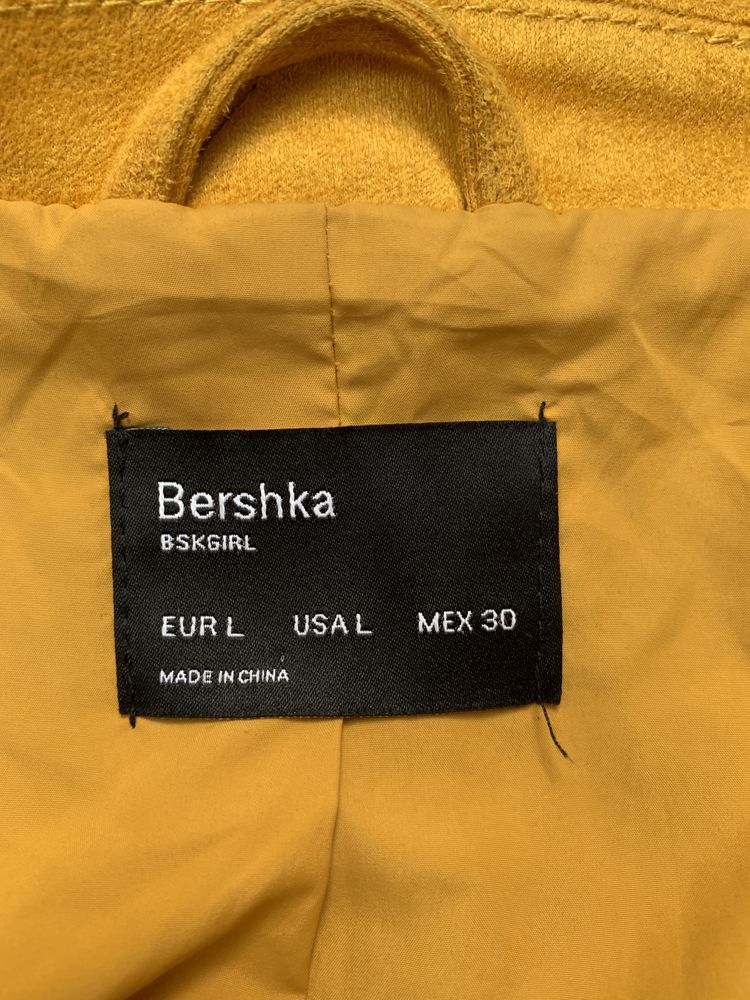 Bershka
BSKGIRL
EUR L USA L MEX 30
MADE IN CHINA